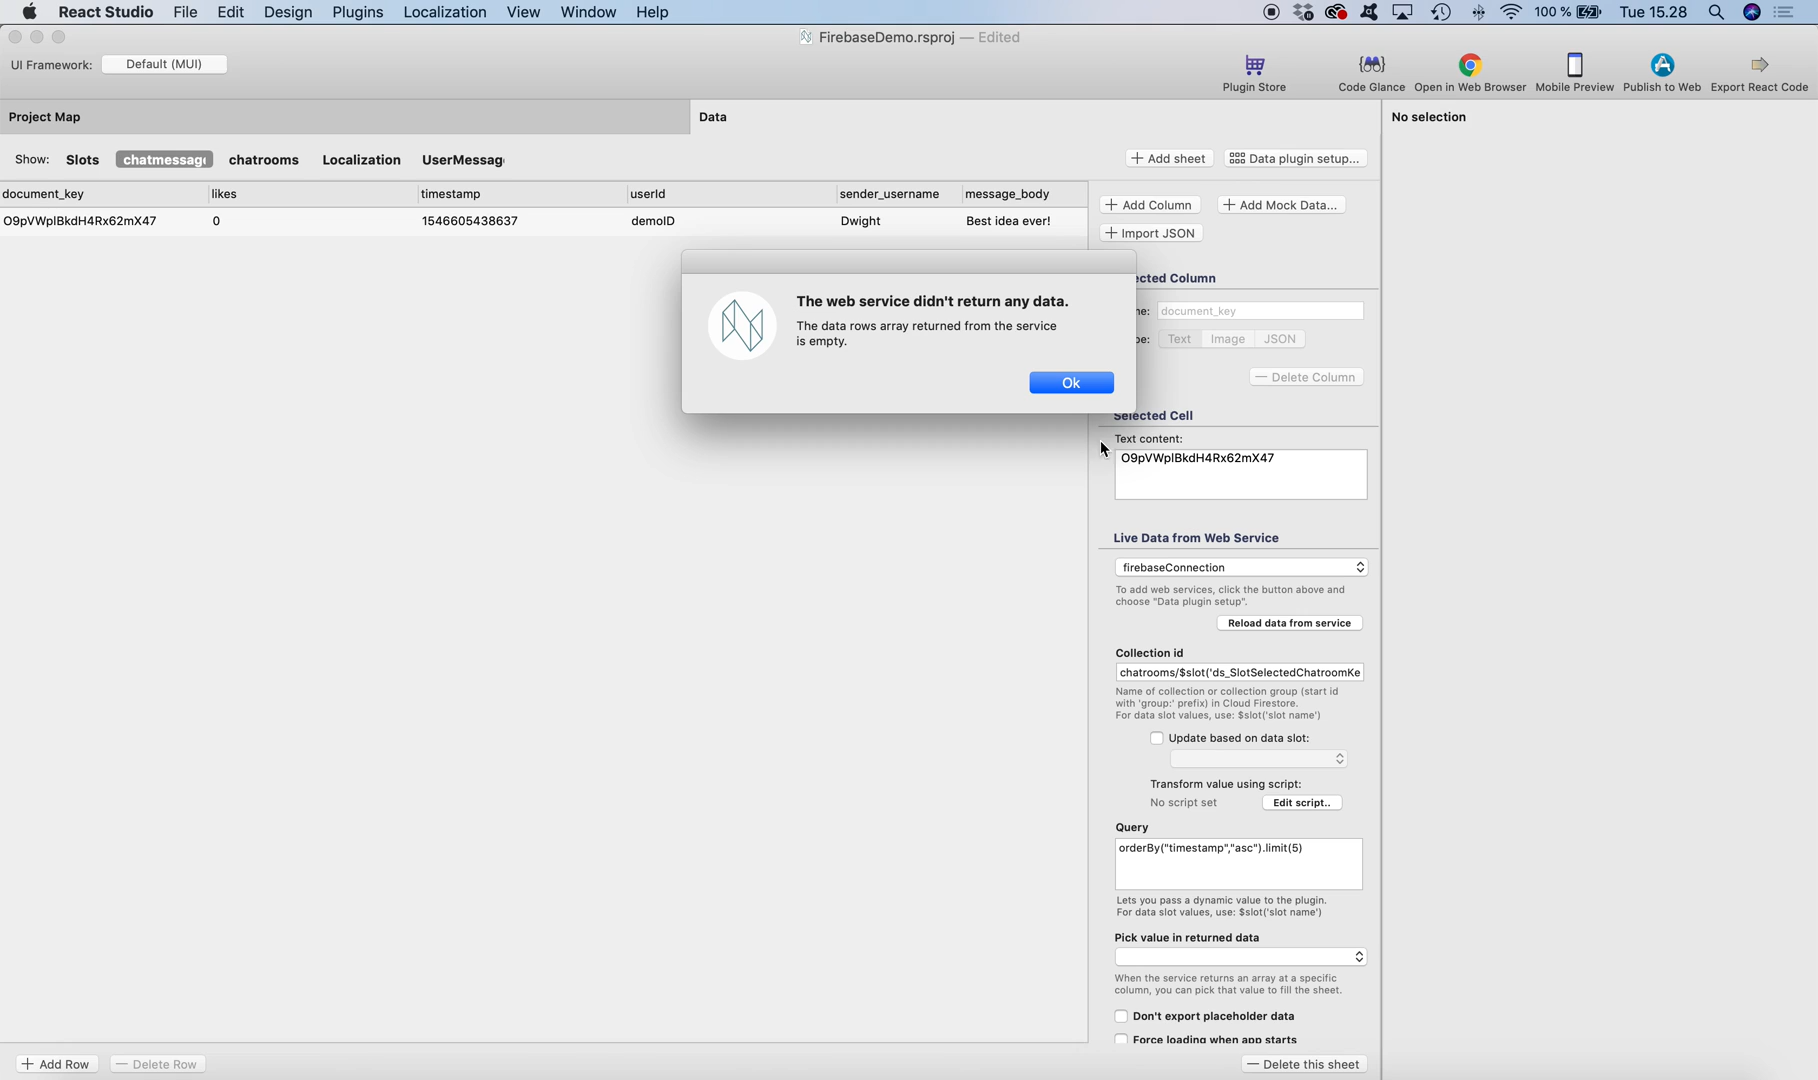 React Studio File Edit Design Plugins Localization View Window Help 100 % Tue 15.28
FirebaseDemo.rsproj — Edited
UI Framework: Default (MUI)
Plugin Store Code Glance Open in Web Browser Mobile Preview Publish to Web Export React Code
Project Map Data No selection
Show: Slots chatmessag chatrooms Localization UserMessag + Add sheet Data plugin setup...
document_key likes timestamp userId sender_username message_body
O9pVWplBkdH4Rx62mX47 0 1546605438637 demoID Dwight Best idea ever!
+ Add Column + Add Mock Data...
+ Import JSON
ected Column
The web service didn't return any data.
The data rows array returned from the service
is empty.
Ok
ne: document_key
pe: Text Image JSON
— Delete Column
Selected Cell
Text content:
O9pVWplBkdH4Rx62mX47
Live Data from Web Service
firebaseConnection
To add web services, click the button above and
choose "Data plugin setup".
Reload data from service
Collection id
chatrooms/$slot('ds_SlotSelectedChatroomKe
Name of collection or collection group (start id
with 'group:' prefix) in Cloud Firestore.
For data slot values, use: $slot('slot name')
Update based on data slot:
Transform value using script:
No script set Edit script..
Query
orderBy("timestamp","asc").limit(5)
Lets you pass a dynamic value to the plugin.
For data slot values, use: $slot('slot name')
Pick value in returned data
When the service returns an array at a specific
column, you can pick that value to fill the sheet.
Don't export placeholder data
Force loading when app starts
+ Add Row — Delete Row — Delete this sheet